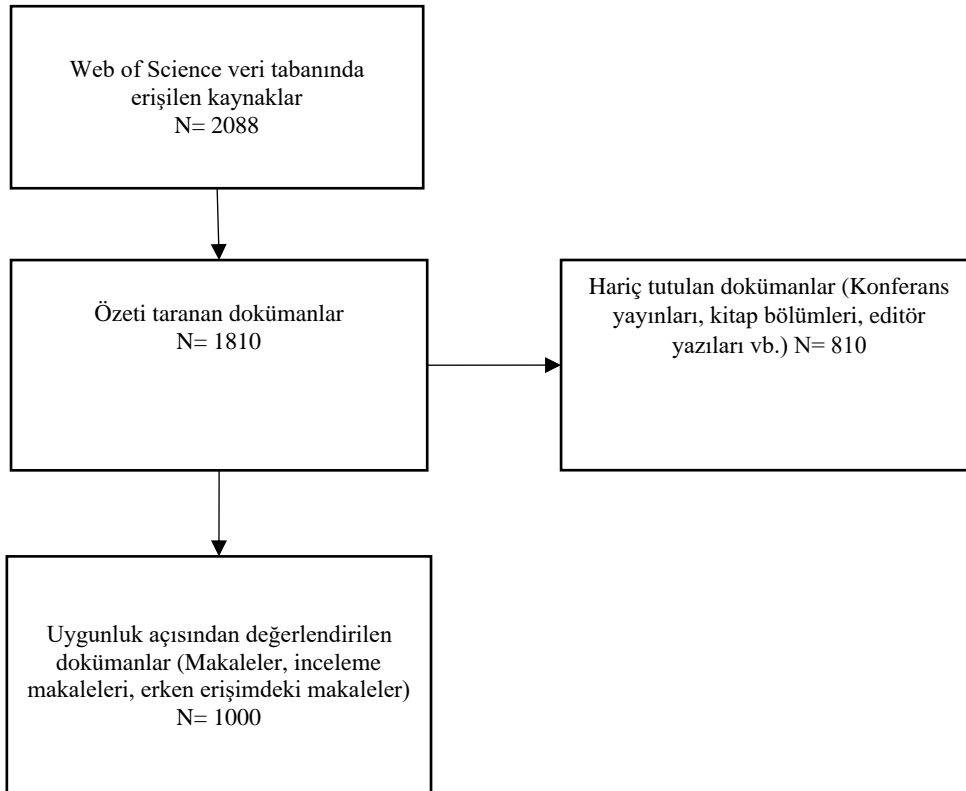 Web of Science veri tabanında
erişilen kaynaklar
N= 2088
Özeti taranan dokümanlar
N= 1810
Hariç tutulan dokümanlar (Konferans
yayınları, kitap bölümleri, editör
yazıları vb.) N= 810
Uygunluk açısından değerlendirilen
dokümanlar (Makaleler, inceleme
makaleleri, erken erişimdeki makaleler)
N= 1000